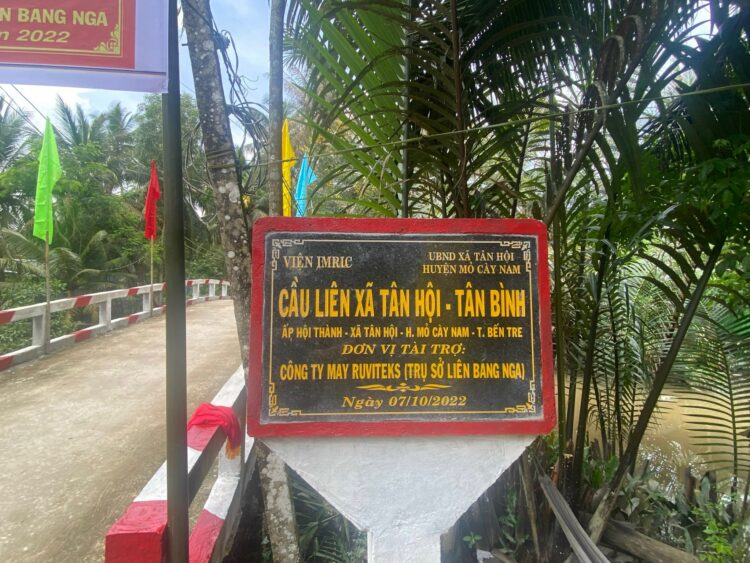 N BANG NGA
2022
VIỆN IMRIC
UBND XÃ TÂN HỘI
HUYỆN MỎ CÀY NAM
CẦU LIÊN XÃ TÂN HỘI - TÂN BÌNH
ẤP HỘI THÀNH - XÃ TÂN HỘI - H. MỎ CÀY NAM - T. BẾN TRE
ĐƠN VỊ TÀI TRỢ:
CÔNG TY MAY RUVITEKS (TRỤ SỞ LIÊN BANG NGA)
Ngày 07/10/2022